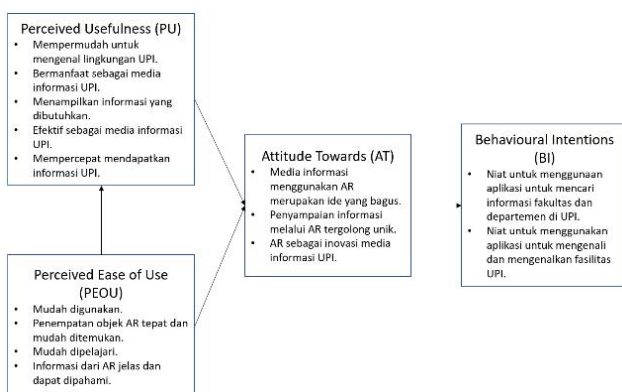 Perceived Usefulness (PU)
• Mempermudah untuk
mengenal lingkungan UPI.
• Bermanfaat sebagai media
informasi UPI.
• Menampilkan informasi yang
dibutuhkan.
• Efektif sebagai media informasi
UPI.
• Mempercepat mendapatkan
informasi UPI.
Perceived Ease of Use
(PEOU)
• Mudah digunakan.
• Penempatan objek AR tepat dan
mudah ditemukan.
• Mudah dipelajari.
• Informasi dari AR jelas dan
dapat dipahami.
Attitude Towards (AT)
• Media informasi
menggunakan AR
merupakan ide yang bagus.
• Penyampaian informasi
melalui AR tergolong unik.
• AR sebagai inovasi media
informasi UPI.
Behavioural Intentions
(BI)
• Niat untuk menggunaan
aplikasi untuk mencari
informasi fakultas dan
departemen di UPI.
• Niat untuk menggunakan
aplikasi untuk mengenali
dan mengenalkan fasilitas
UPI.